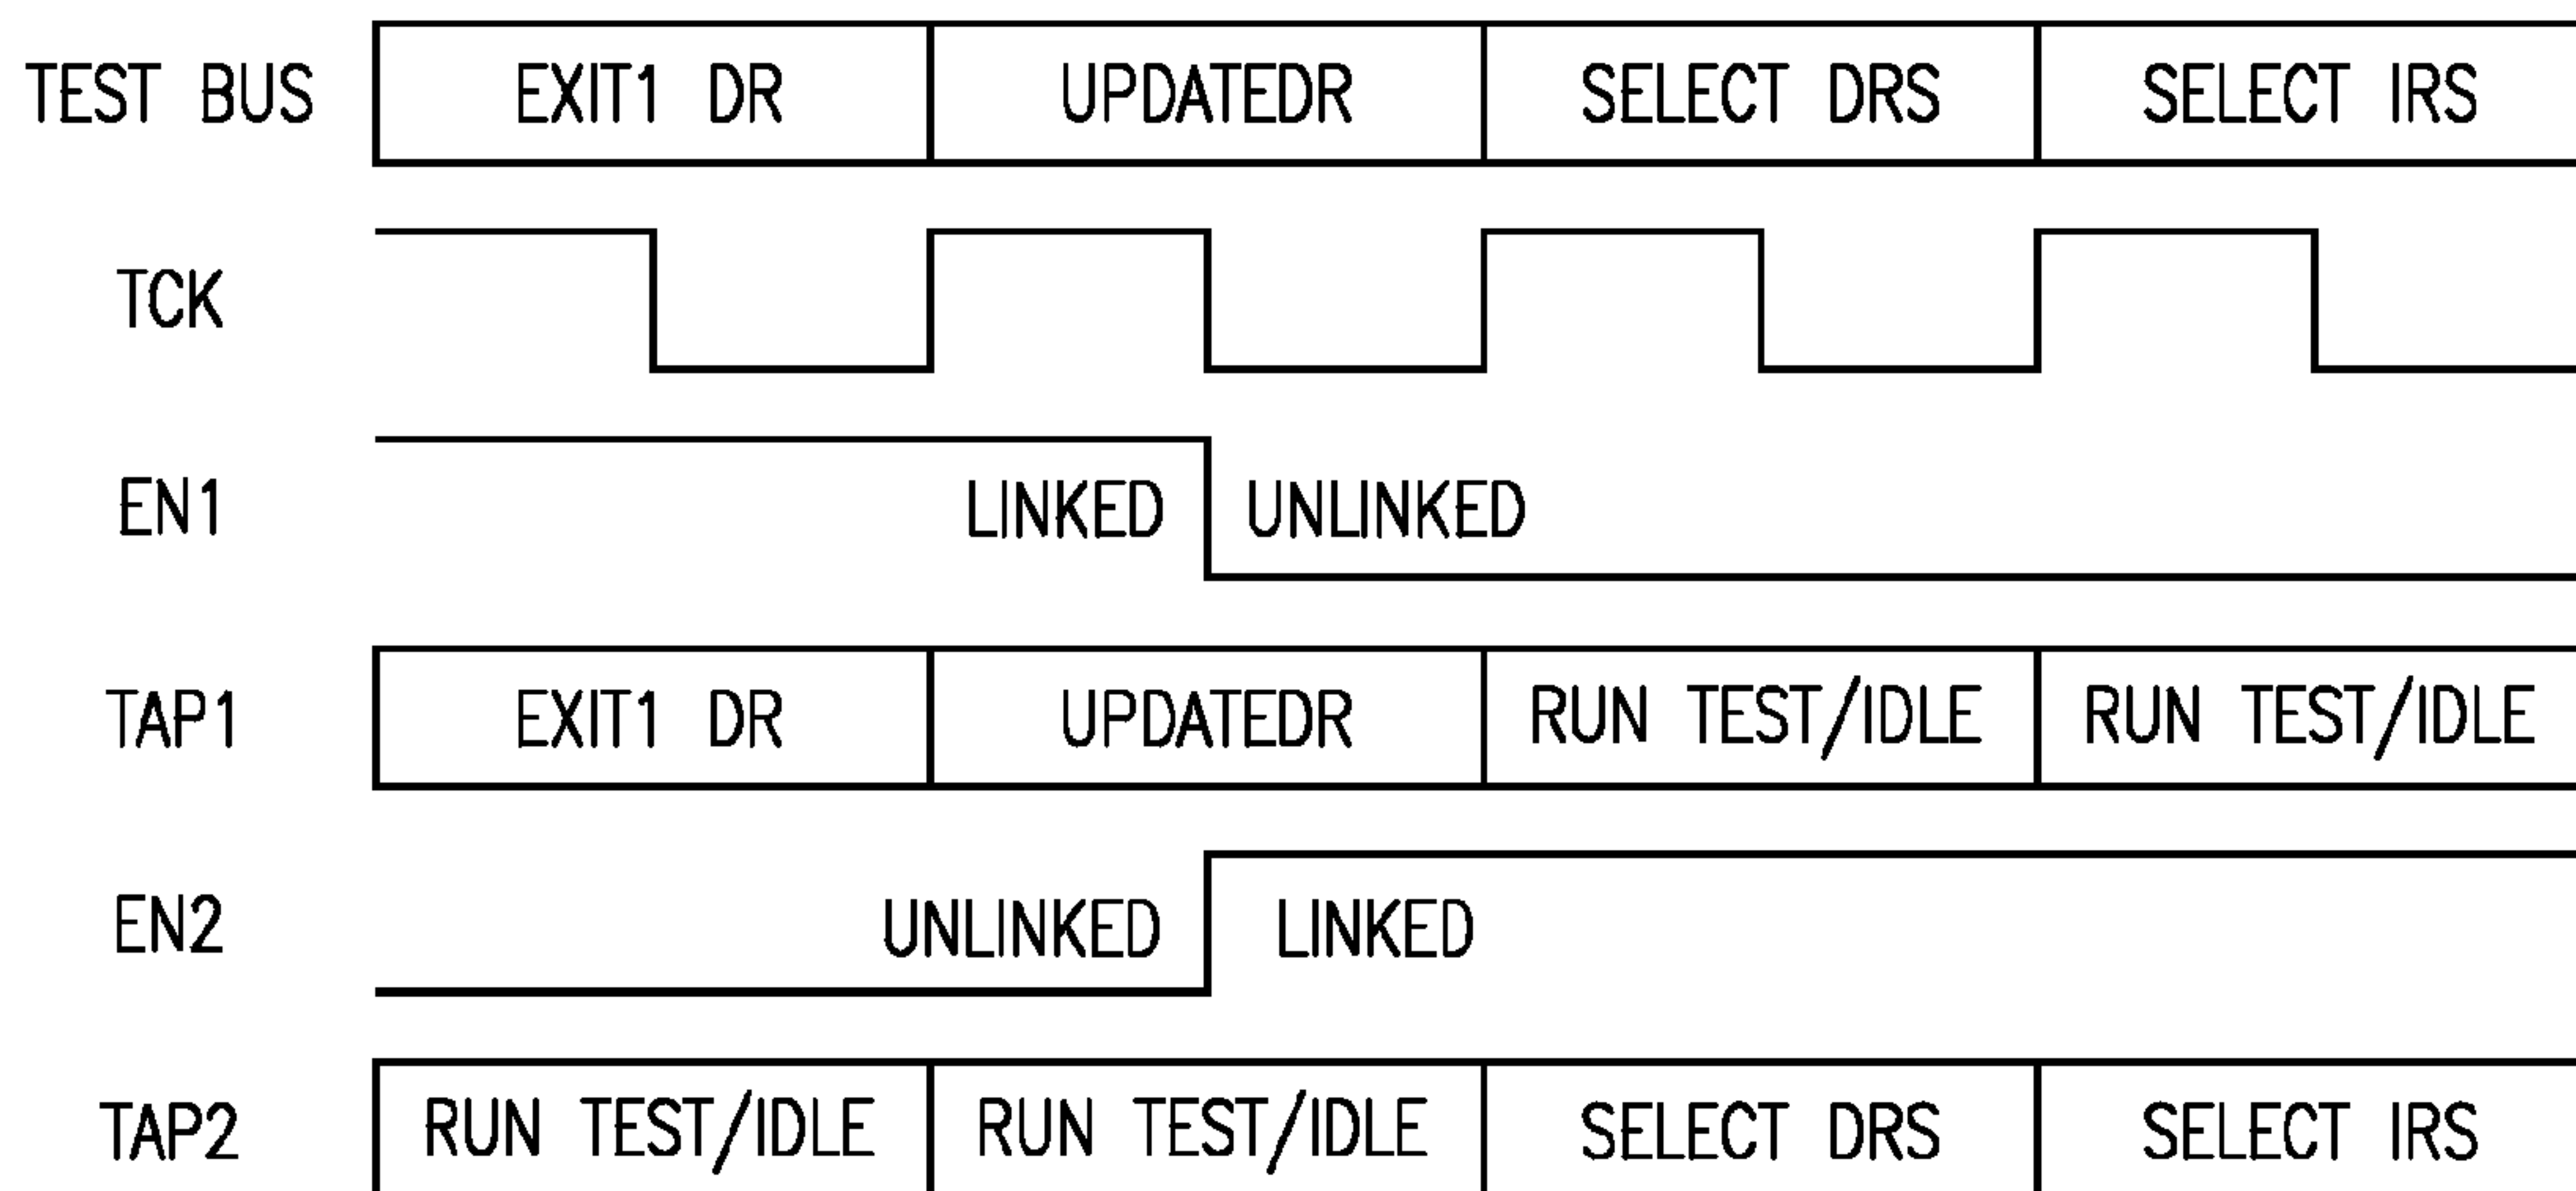 TEST BUS EXIT1 DR UPDATEDR SELECT DRS SELECT IRS
TCK
EN1 LINKED UNLINKED
TAP1 EXIT1 DR UPDATEDR RUN TEST/IDLE RUN TEST/IDLE
EN2 UNLINKED LINKED
TAP2 RUN TEST/IDLE RUN TEST/IDLE SELECT DRS SELECT IRS